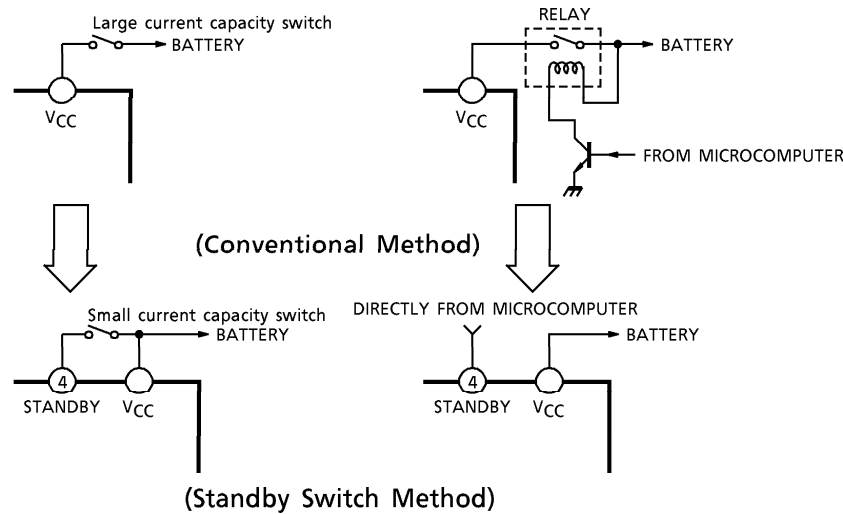 RELAY
Large current capacity switch
BATTERY
BATTERY
VCC
VCC
FROM MICROCOMPUTER
(Conventional Method)
Small current capacity switch
DIRECTLY FROM MICROCOMPUTER
BATTERY
BATTERY
4
4
STANDBY
VCC
STANDBY
VCC
(Standby Switch Method)